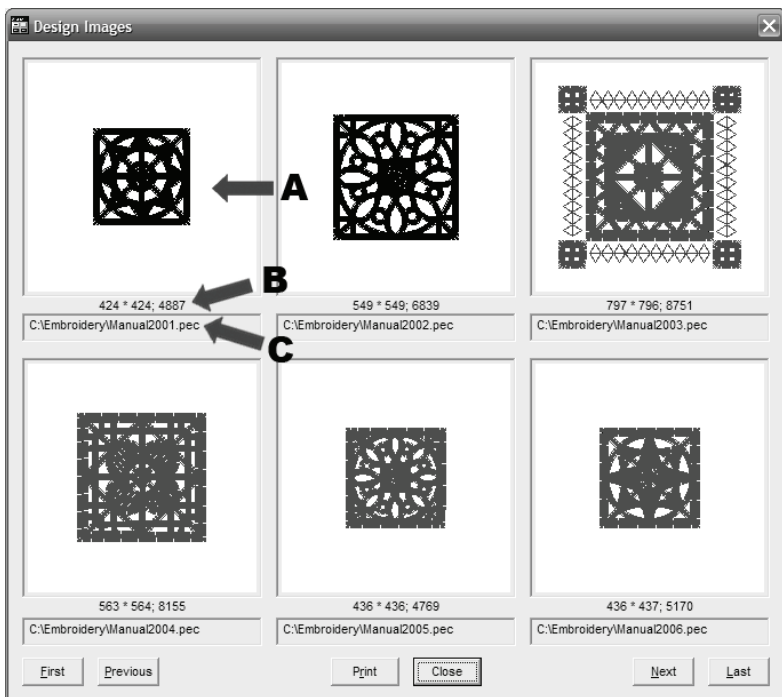 Design Images
A
B
424 * 424; 4887
549 * 549; 6839
797 * 796; 8751
C:\Embroidery\Manual2001.pec
C:\Embroidery\Manual2002.pec
C:\Embroidery\Manual2003.pec
C
563 * 564; 8155
436 * 436; 4769
436 * 437; 5170
C:\Embroidery\Manual2004.pec
C:\Embroidery\Manual2005.pec
C:\Embroidery\Manual2006.pec
First
Previous
Print
Close
Next
Last